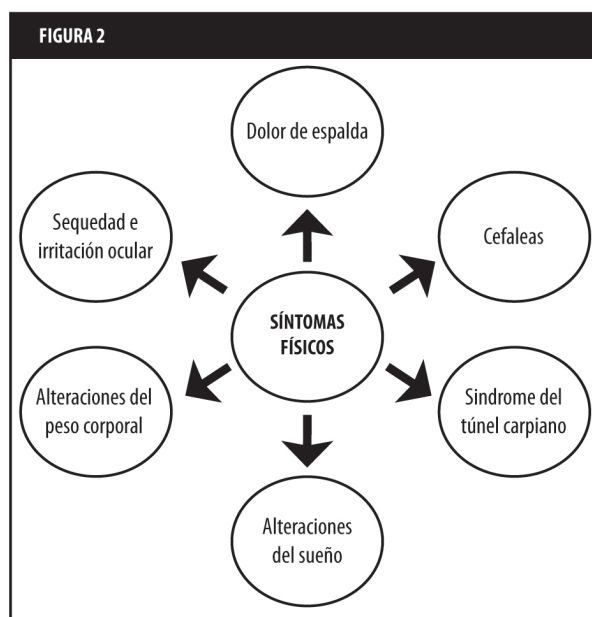 FIGURA 2
Dolor de espalda
Sequedad e
irritación ocular
Cefaleas
SÍNTOMAS
FÍSICOS
Alteraciones del
peso corporal
Sindrome del
túnel carpiano
Alteraciones
del sueño